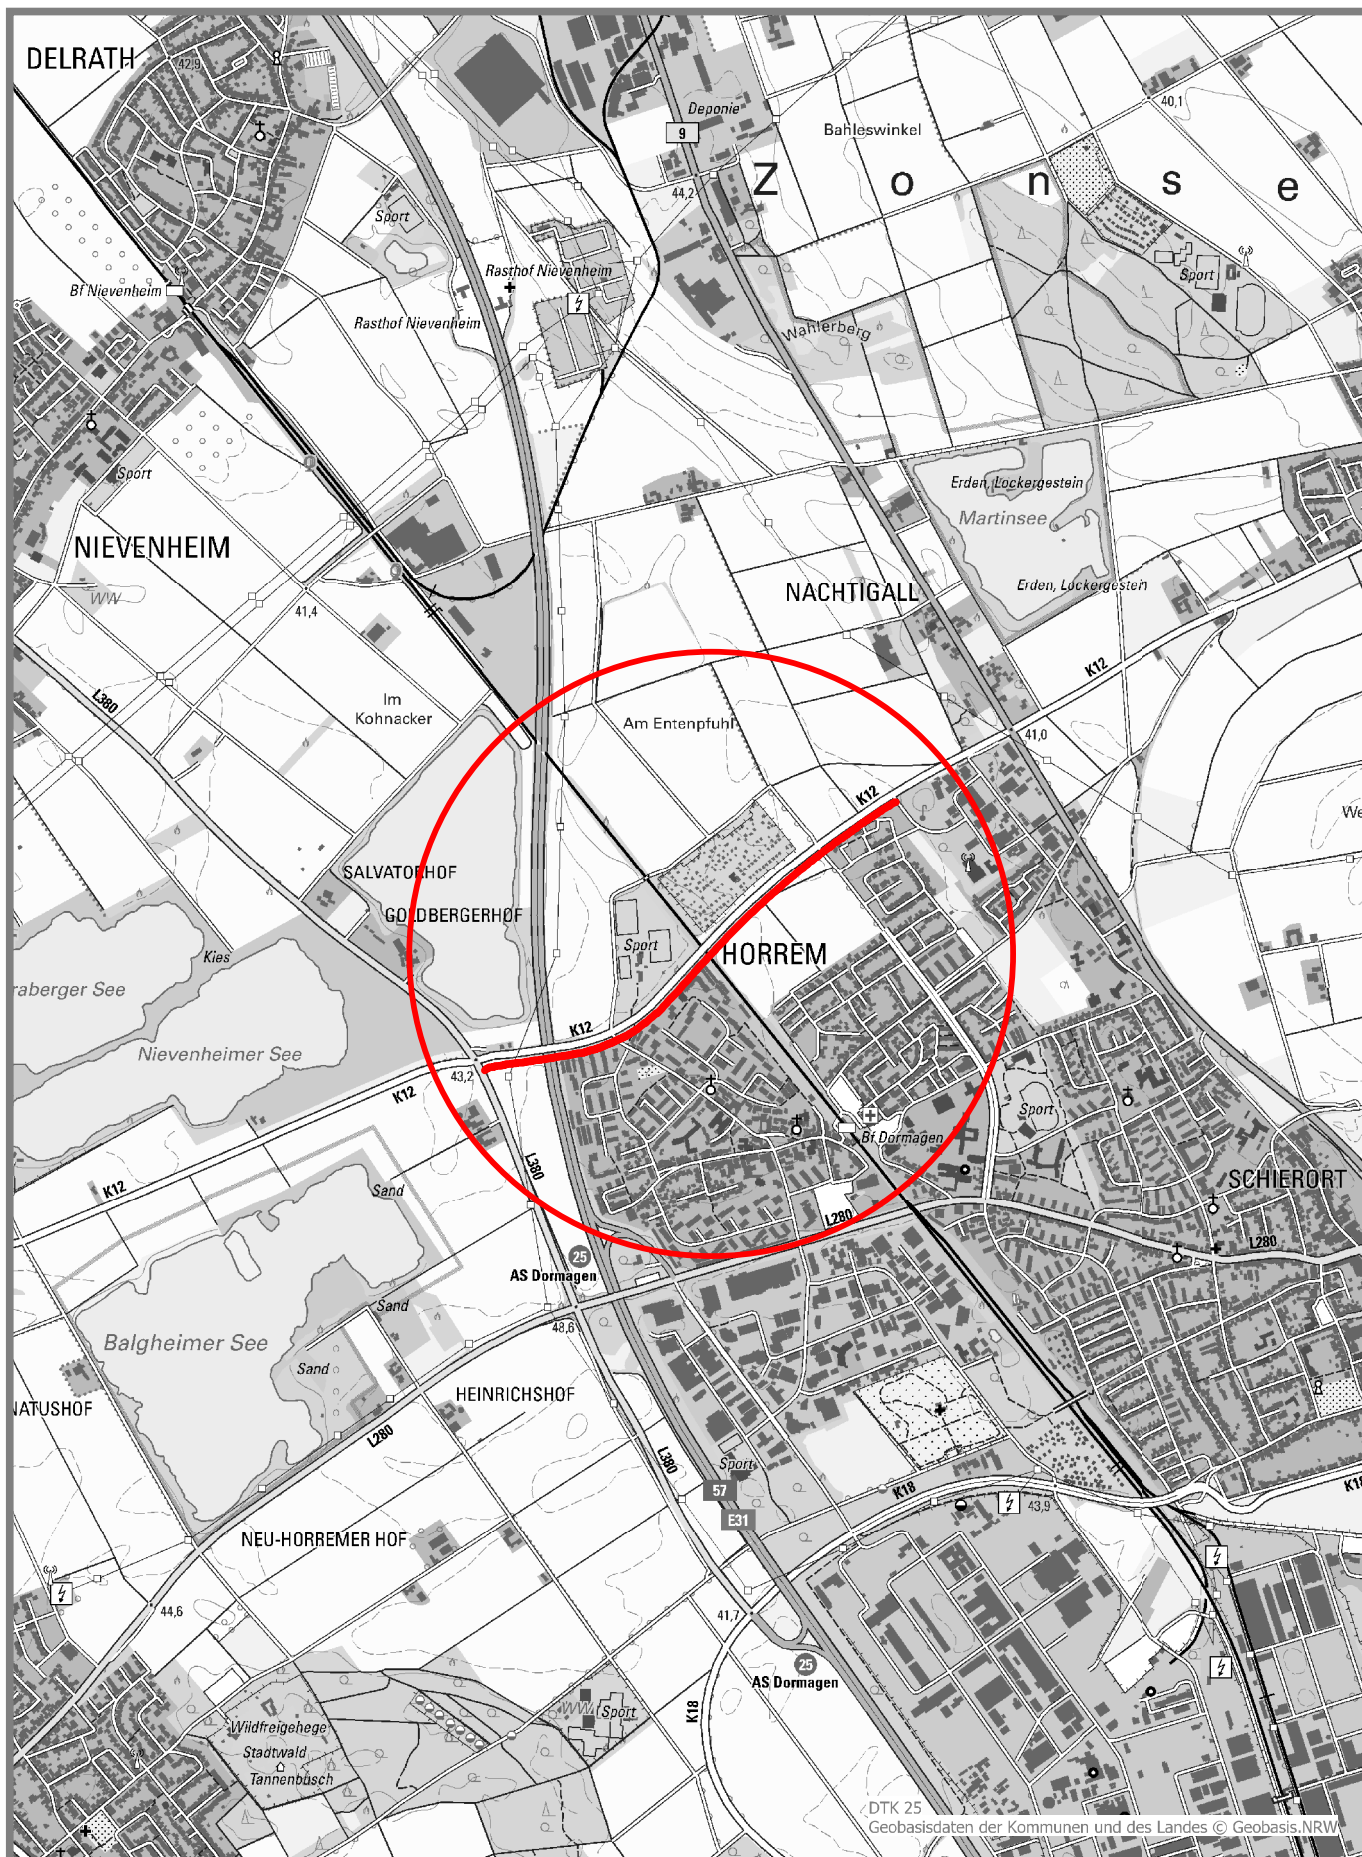 DELRATH
42,9
Deponie
9
Bahleswinkel
40,1
44,2
Z o n s e
Sport
Sport
Rasthof Nievenheim
Bf Nievenheim
Rasthof Nievenheim
Wahlerberg
Sport
Erden, Lockergestein
Martinsee
NIEVENHEIM
Erden, Lockergestein
WW
41,4
NACHTIGALL
K12
L380
Im
Kohnacker
Am Entenpfuhl
41,0
K12
We
SALVATORHOF
GOLDBERGERHOF
Sport
HORREM
Kies
raberger See
K12
Nievenheimer See
43,2
K12
Sport
Bf Dormagen
L380
K12
Sand
SCHIERORT
L280
L280
25
AS Dormagen
Sand
48,6
Balgheimer See
Sand
HEINRICHSHOF
NATUSHOF
L280
L380
Sport
57
K18
K18
43,9
E31
NEU-HORREMER HOF
44,6
41,7
25
AS Dormagen
K18
WW
Sport
Wildfreigehege
Stadtwald
Tannenbusch
DTK 25
Geobasisdaten der Kommunen und des Landes © Geobasis.NRW